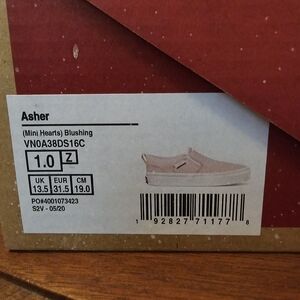 Asher
(Mini Hearts) Blushing
VN0A38DS16C
1.0 Z
UK EUR CM
13.5 31.5 19.0
PO#4001073423
S2V - 05/20
1 92827 71177 8